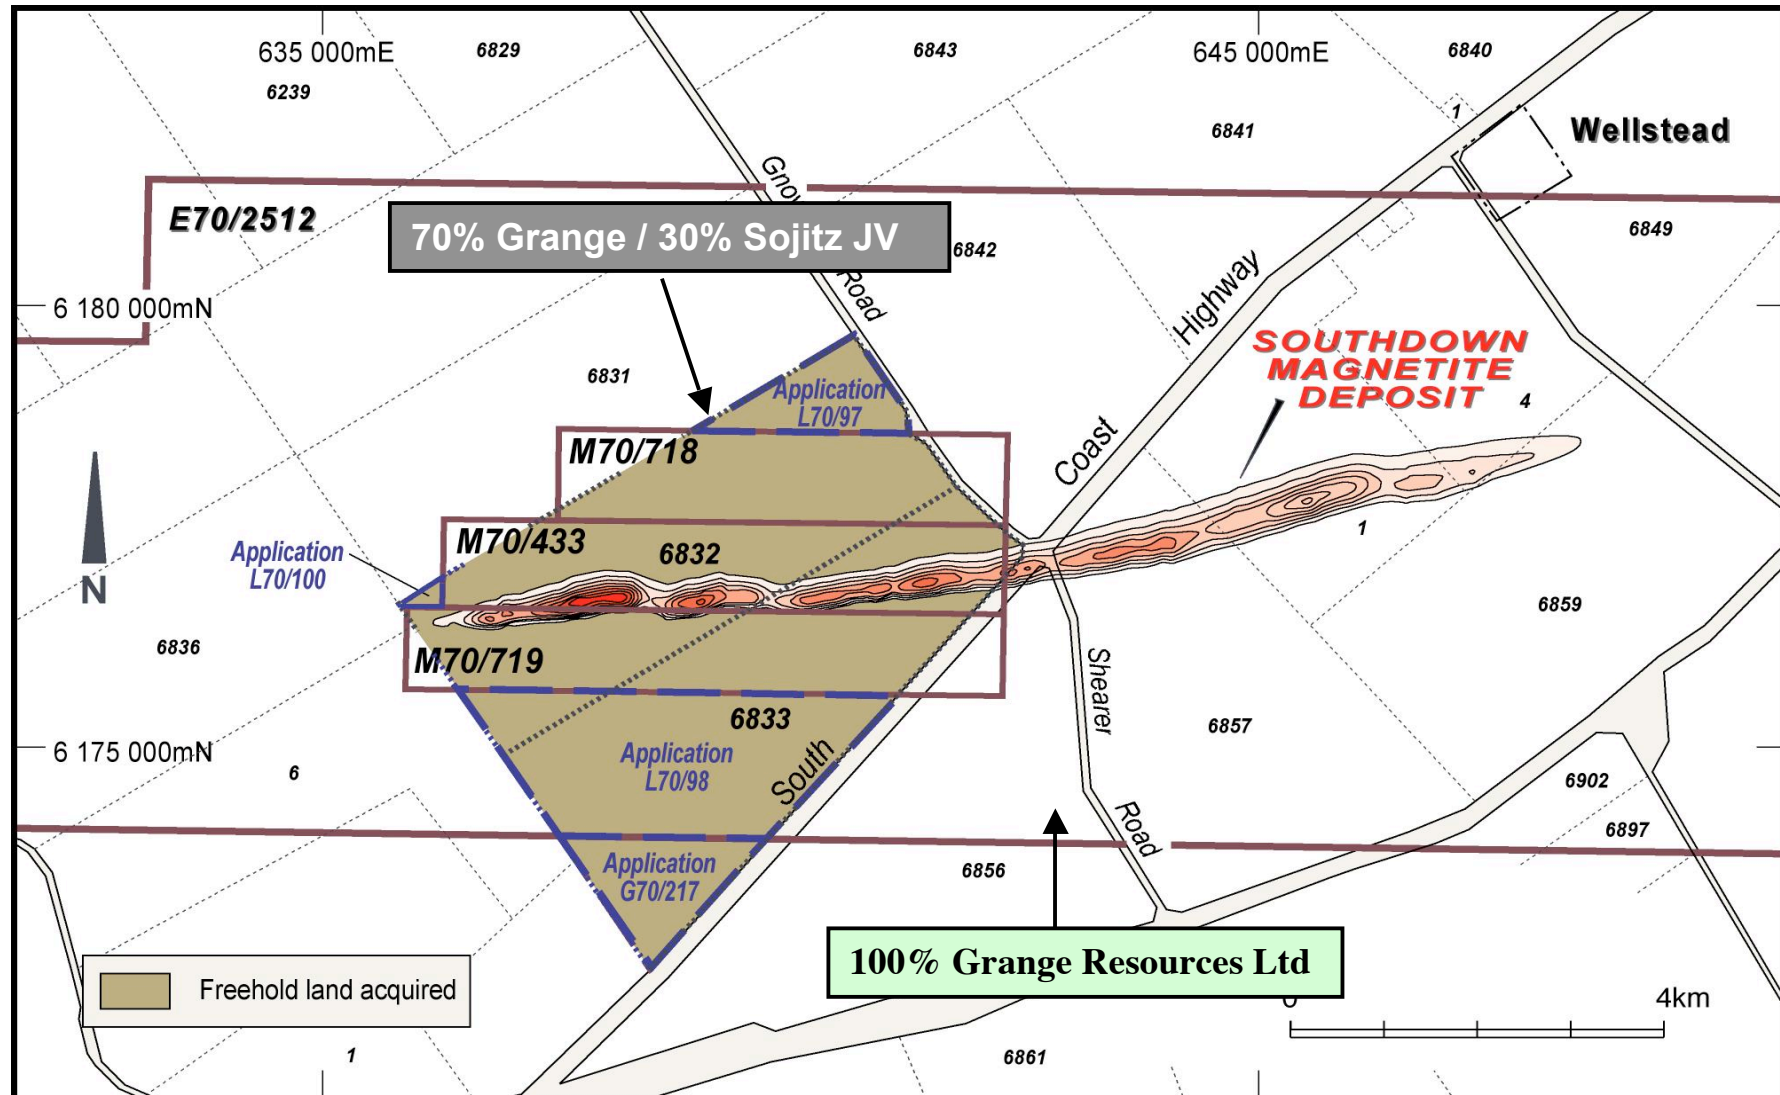 635 000mE
6829
6843
645 000mE
6840
6239
1
6841
Wellstead
E70/2512
Gnow
Road
70% Grange / 30% Sojitz JV
6842
6849
6 180 000mN
Highway
SOUTHDOWN
MAGNETITE
DEPOSIT
4
6831
Application
L70/97
Coast
M70/718
M70/433
6832
1
Application
L70/100
N
6859
6836
M70/719
Shearer
6833
6857
6 175 000mN
Application
L70/98
South
6
6902
Road
6897
Application
G70/217
6856
100% Grange Resources Ltd
Freehold land acquired
4km
1
6861